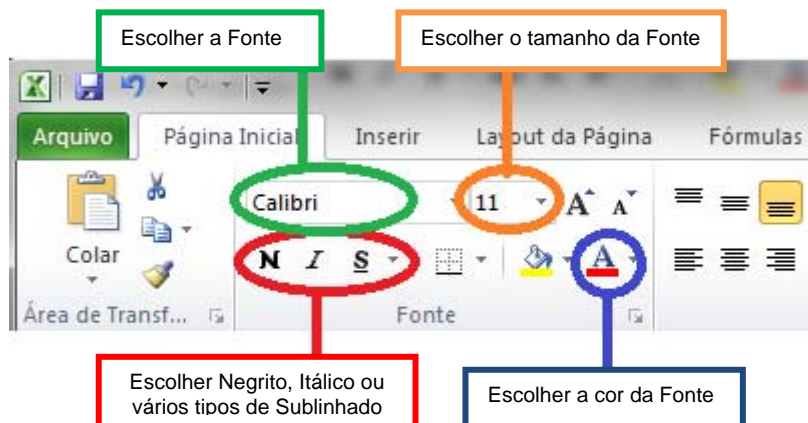 Escolher a Fonte
Escolher o tamanho da Fonte
Arquivo
Página Inicial
Inserir
Layout da Página
Fórmulas
Calibri
11
A A
Colar
N I S
A
Área de Transf...
Fonte
Escolher Negrito, Itálico ou
vários tipos de Sublinhado
Escolher a cor da Fonte